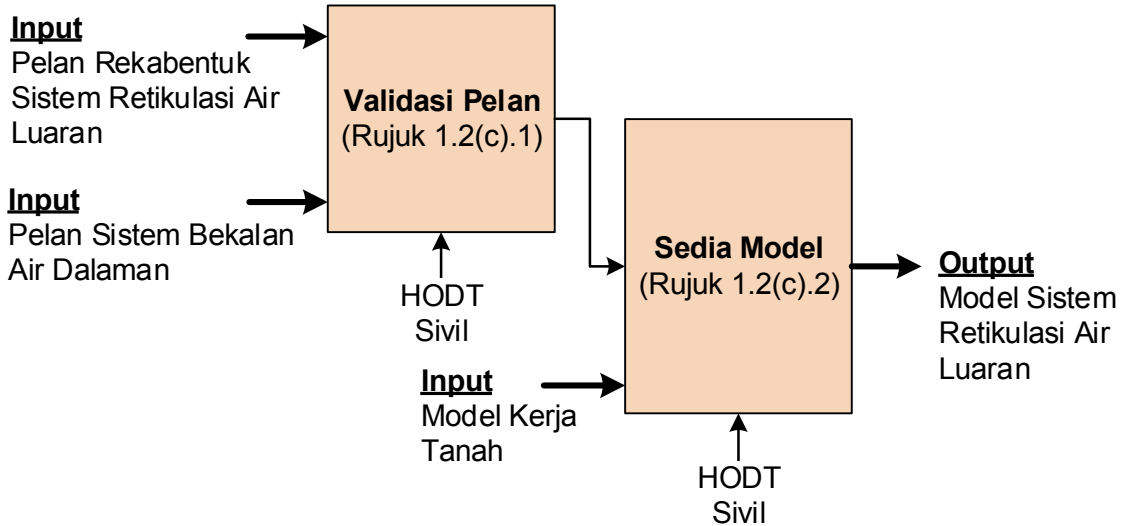 Input
Pelan Rekabentuk
Sistem Retikulasi Air
Luaran
Input
Pelan Sistem Bekalan
Air Dalaman
Validasi Pelan
(Rujuk 1.2(c).1)
HODT
Sivil
Input
Model Kerja
Tanah
Sedia Model
(Rujuk 1.2(c).2)
HODT
Sivil
Output
Model Sistem
Retikulasi Air
Luaran